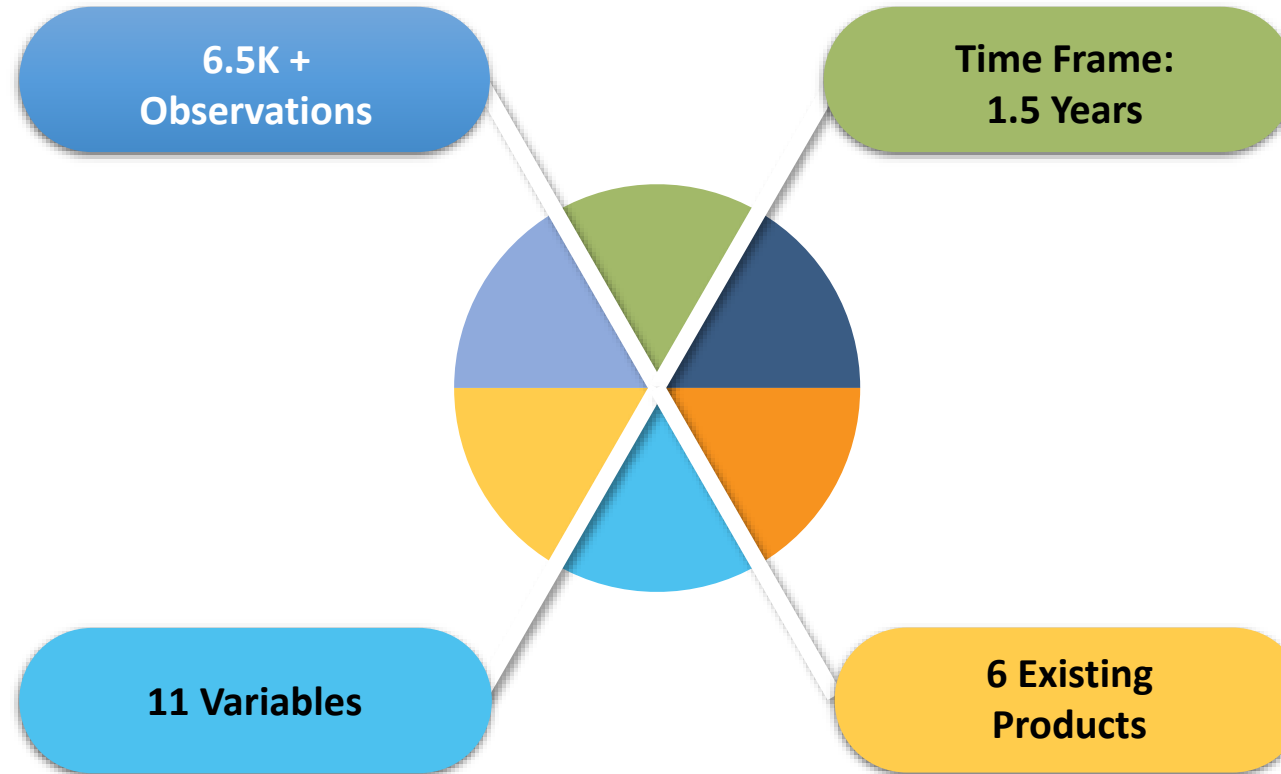 6.5K +
Observations
Time Frame:
1.5 Years
11 Variables
6 Existing
Products